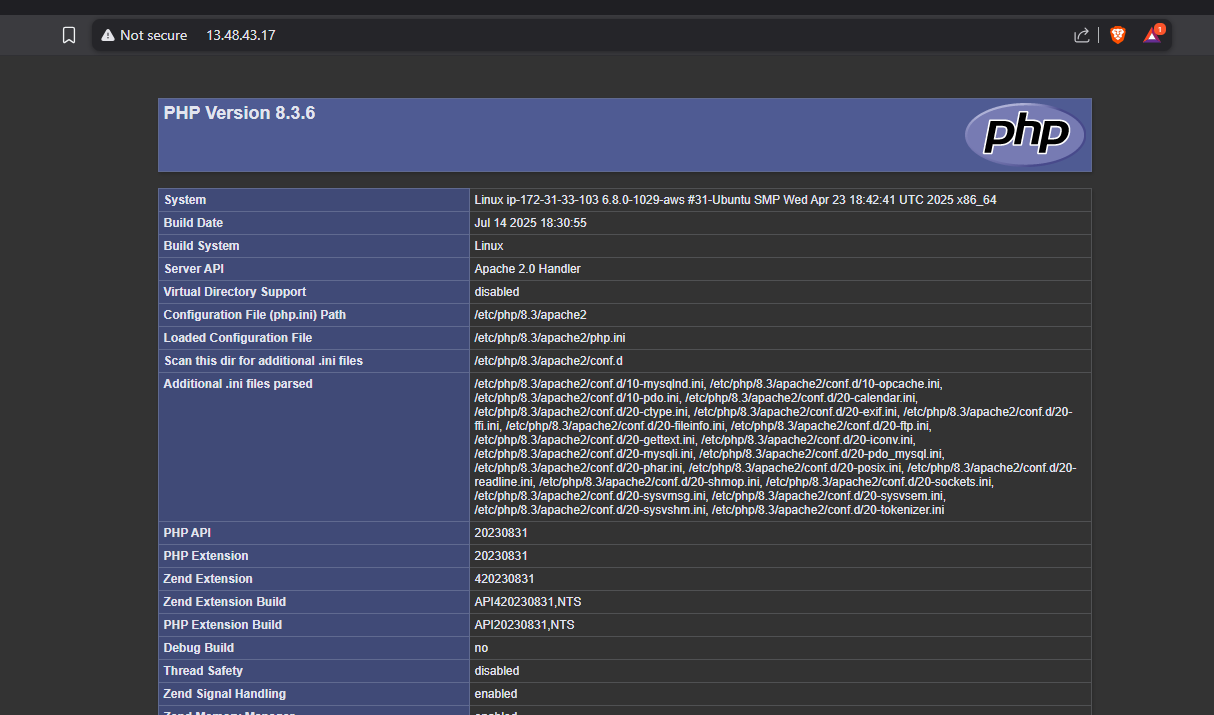 Not secure 13.48.43.17
1
PHP Version 8.3.6
php
System Linux ip-172-31-33-103 6.8.0-1029-aws #31-Ubuntu SMP Wed Apr 23 18:42:41 UTC 2025 x86_64
Build Date Jul 14 2025 18:30:55
Build System Linux
Server API Apache 2.0 Handler
Virtual Directory Support disabled
Configuration File (php.ini) Path /etc/php/8.3/apache2
Loaded Configuration File /etc/php/8.3/apache2/php.ini
Scan this dir for additional .ini files /etc/php/8.3/apache2/conf.d
Additional .ini files parsed /etc/php/8.3/apache2/conf.d/10-mysqlnd.ini, /etc/php/8.3/apache2/conf.d/10-opcache.ini,
/etc/php/8.3/apache2/conf.d/10-pdo.ini, /etc/php/8.3/apache2/conf.d/20-calendar.ini,
/etc/php/8.3/apache2/conf.d/20-ctype.ini, /etc/php/8.3/apache2/conf.d/20-exif.ini, /etc/php/8.3/apache2/conf.d/20-
ffi.ini, /etc/php/8.3/apache2/conf.d/20-fileinfo.ini, /etc/php/8.3/apache2/conf.d/20-ftp.ini,
/etc/php/8.3/apache2/conf.d/20-gettext.ini, /etc/php/8.3/apache2/conf.d/20-iconv.ini,
/etc/php/8.3/apache2/conf.d/20-mysqli.ini, /etc/php/8.3/apache2/conf.d/20-pdo_mysql.ini,
/etc/php/8.3/apache2/conf.d/20-phar.ini, /etc/php/8.3/apache2/conf.d/20-posix.ini, /etc/php/8.3/apache2/conf.d/20-
readline.ini, /etc/php/8.3/apache2/conf.d/20-shmop.ini, /etc/php/8.3/apache2/conf.d/20-sockets.ini,
/etc/php/8.3/apache2/conf.d/20-sysvmsg.ini, /etc/php/8.3/apache2/conf.d/20-sysvsem.ini,
/etc/php/8.3/apache2/conf.d/20-sysvshm.ini, /etc/php/8.3/apache2/conf.d/20-tokenizer.ini
PHP API 20230831
PHP Extension 20230831
Zend Extension 420230831
Zend Extension Build API420230831,NTS
PHP Extension Build API20230831,NTS
Debug Build no
Thread Safety disabled
Zend Signal Handling enabled
Zend Memory Manager enabled